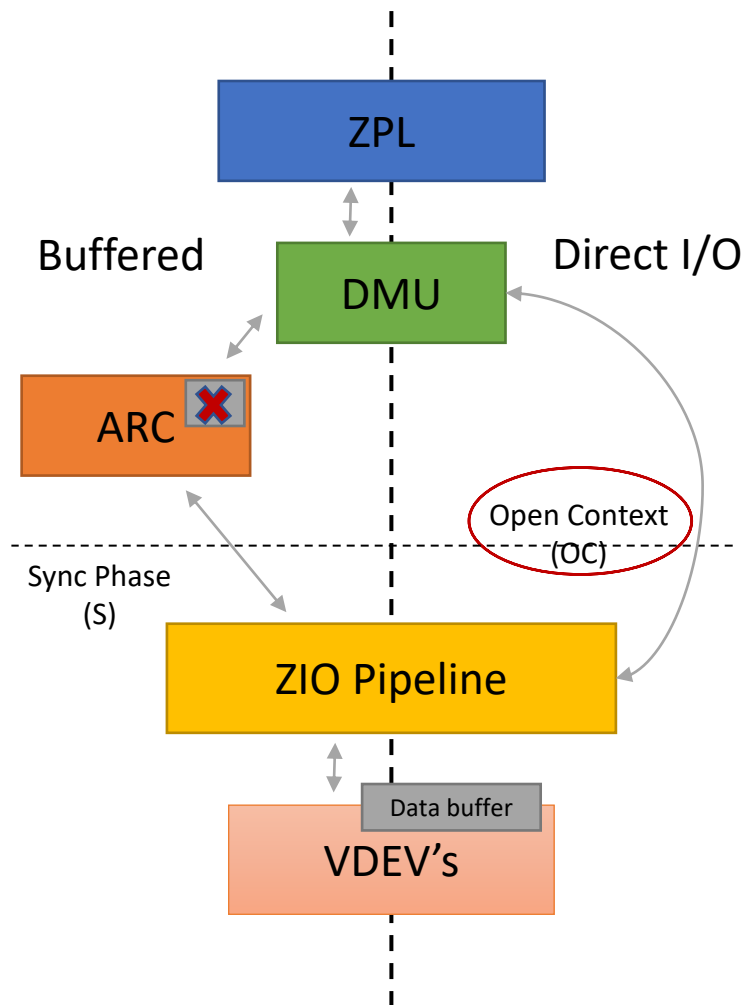 ZPL
Buffered
Direct I/O
DMU
ARC
Open Context
(OC)
Sync Phase
(S)
ZIO Pipeline
Data buffer
VDEV's